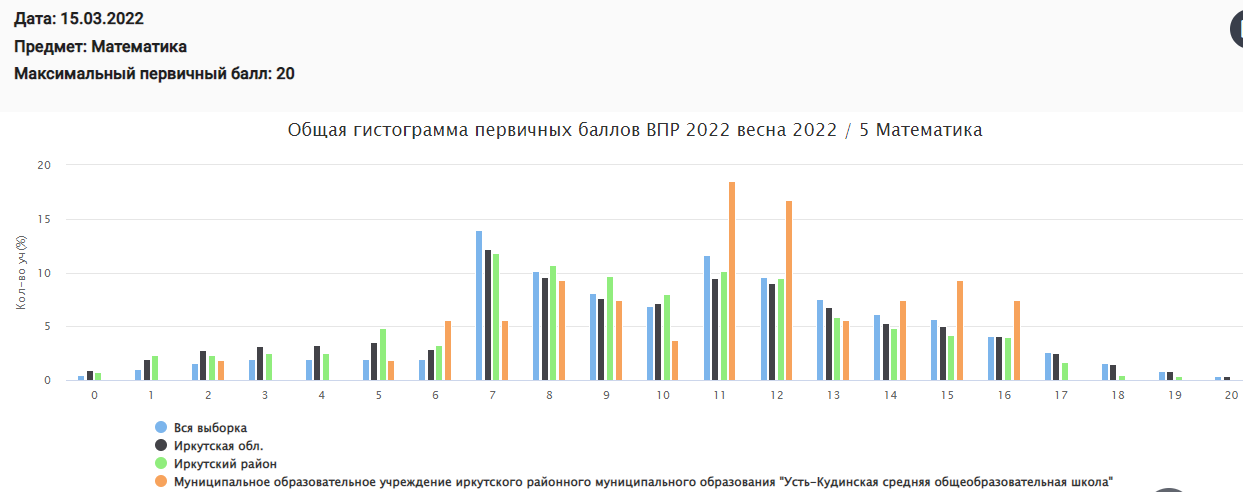 Дата: 15.03.2022
Предмет: Математика
Максимальный первичный балл: 20
Общая гистограмма первичных баллов ВПР 2022 весна 2022 / 5 Математика
Кол-во уч(%)
20
15
10
5
0
0 1 2 3 4 5 6 7 8 9 10 11 12 13 14 15 16 17 18 19 20
Вся выборка
Иркутская обл.
Иркутский район
Муниципальное образовательное учреждение иркутского районного муниципального образования "Усть-Кудинская средняя общеобразовательная школа"